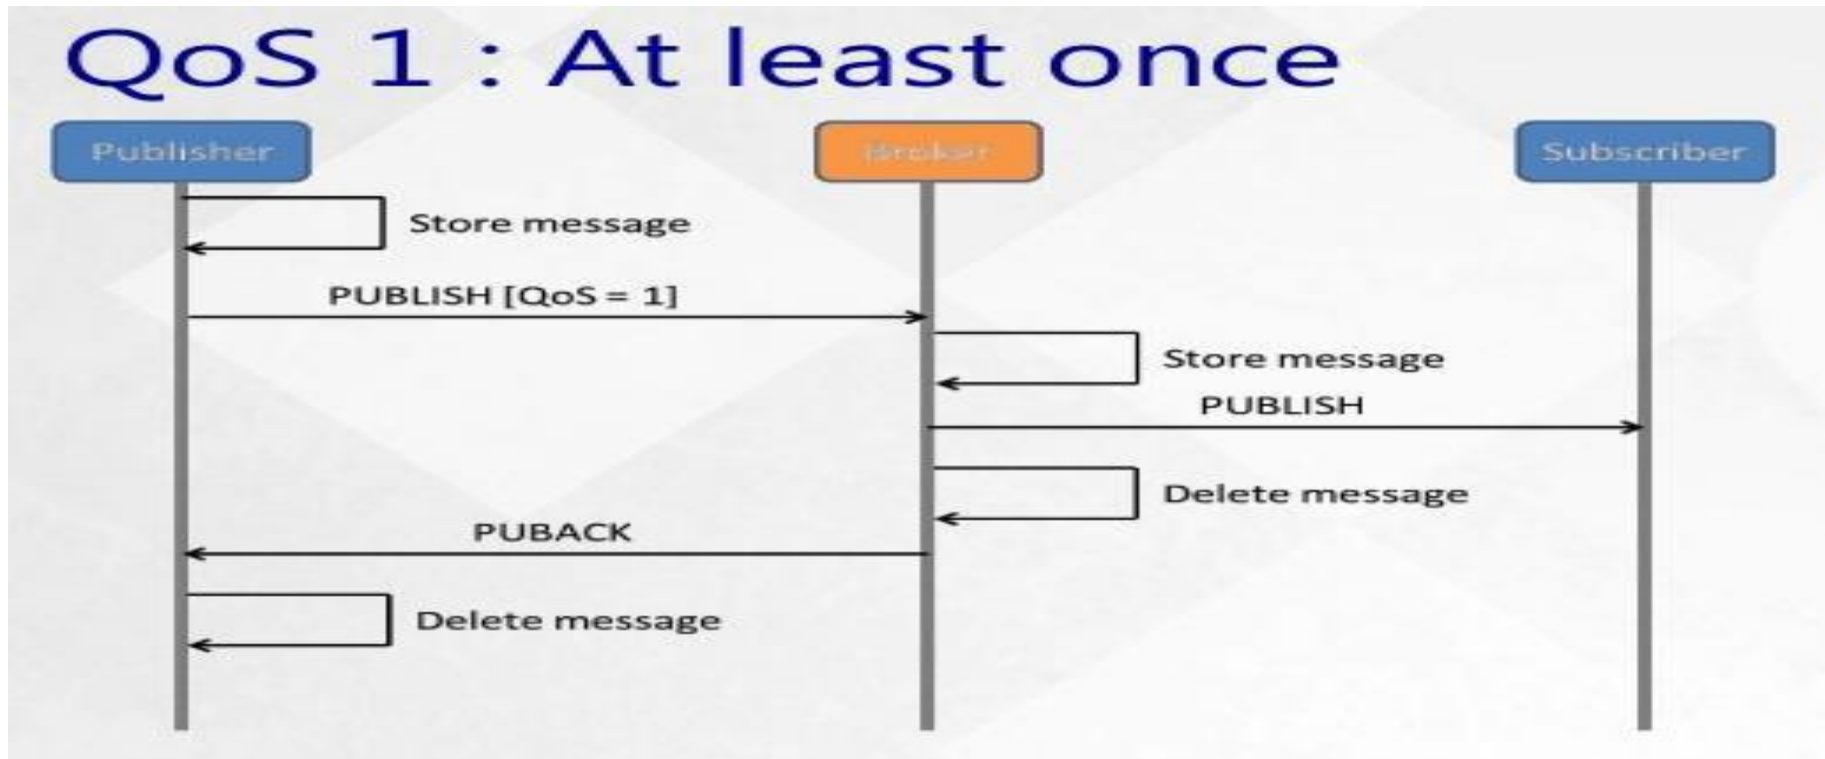 QoS 1 : At least once
Publisher
Broker
Subscriber
Store message
PUBLISH [QoS = 1]
Store message
PUBLISH
Delete message
PUBACK
Delete message